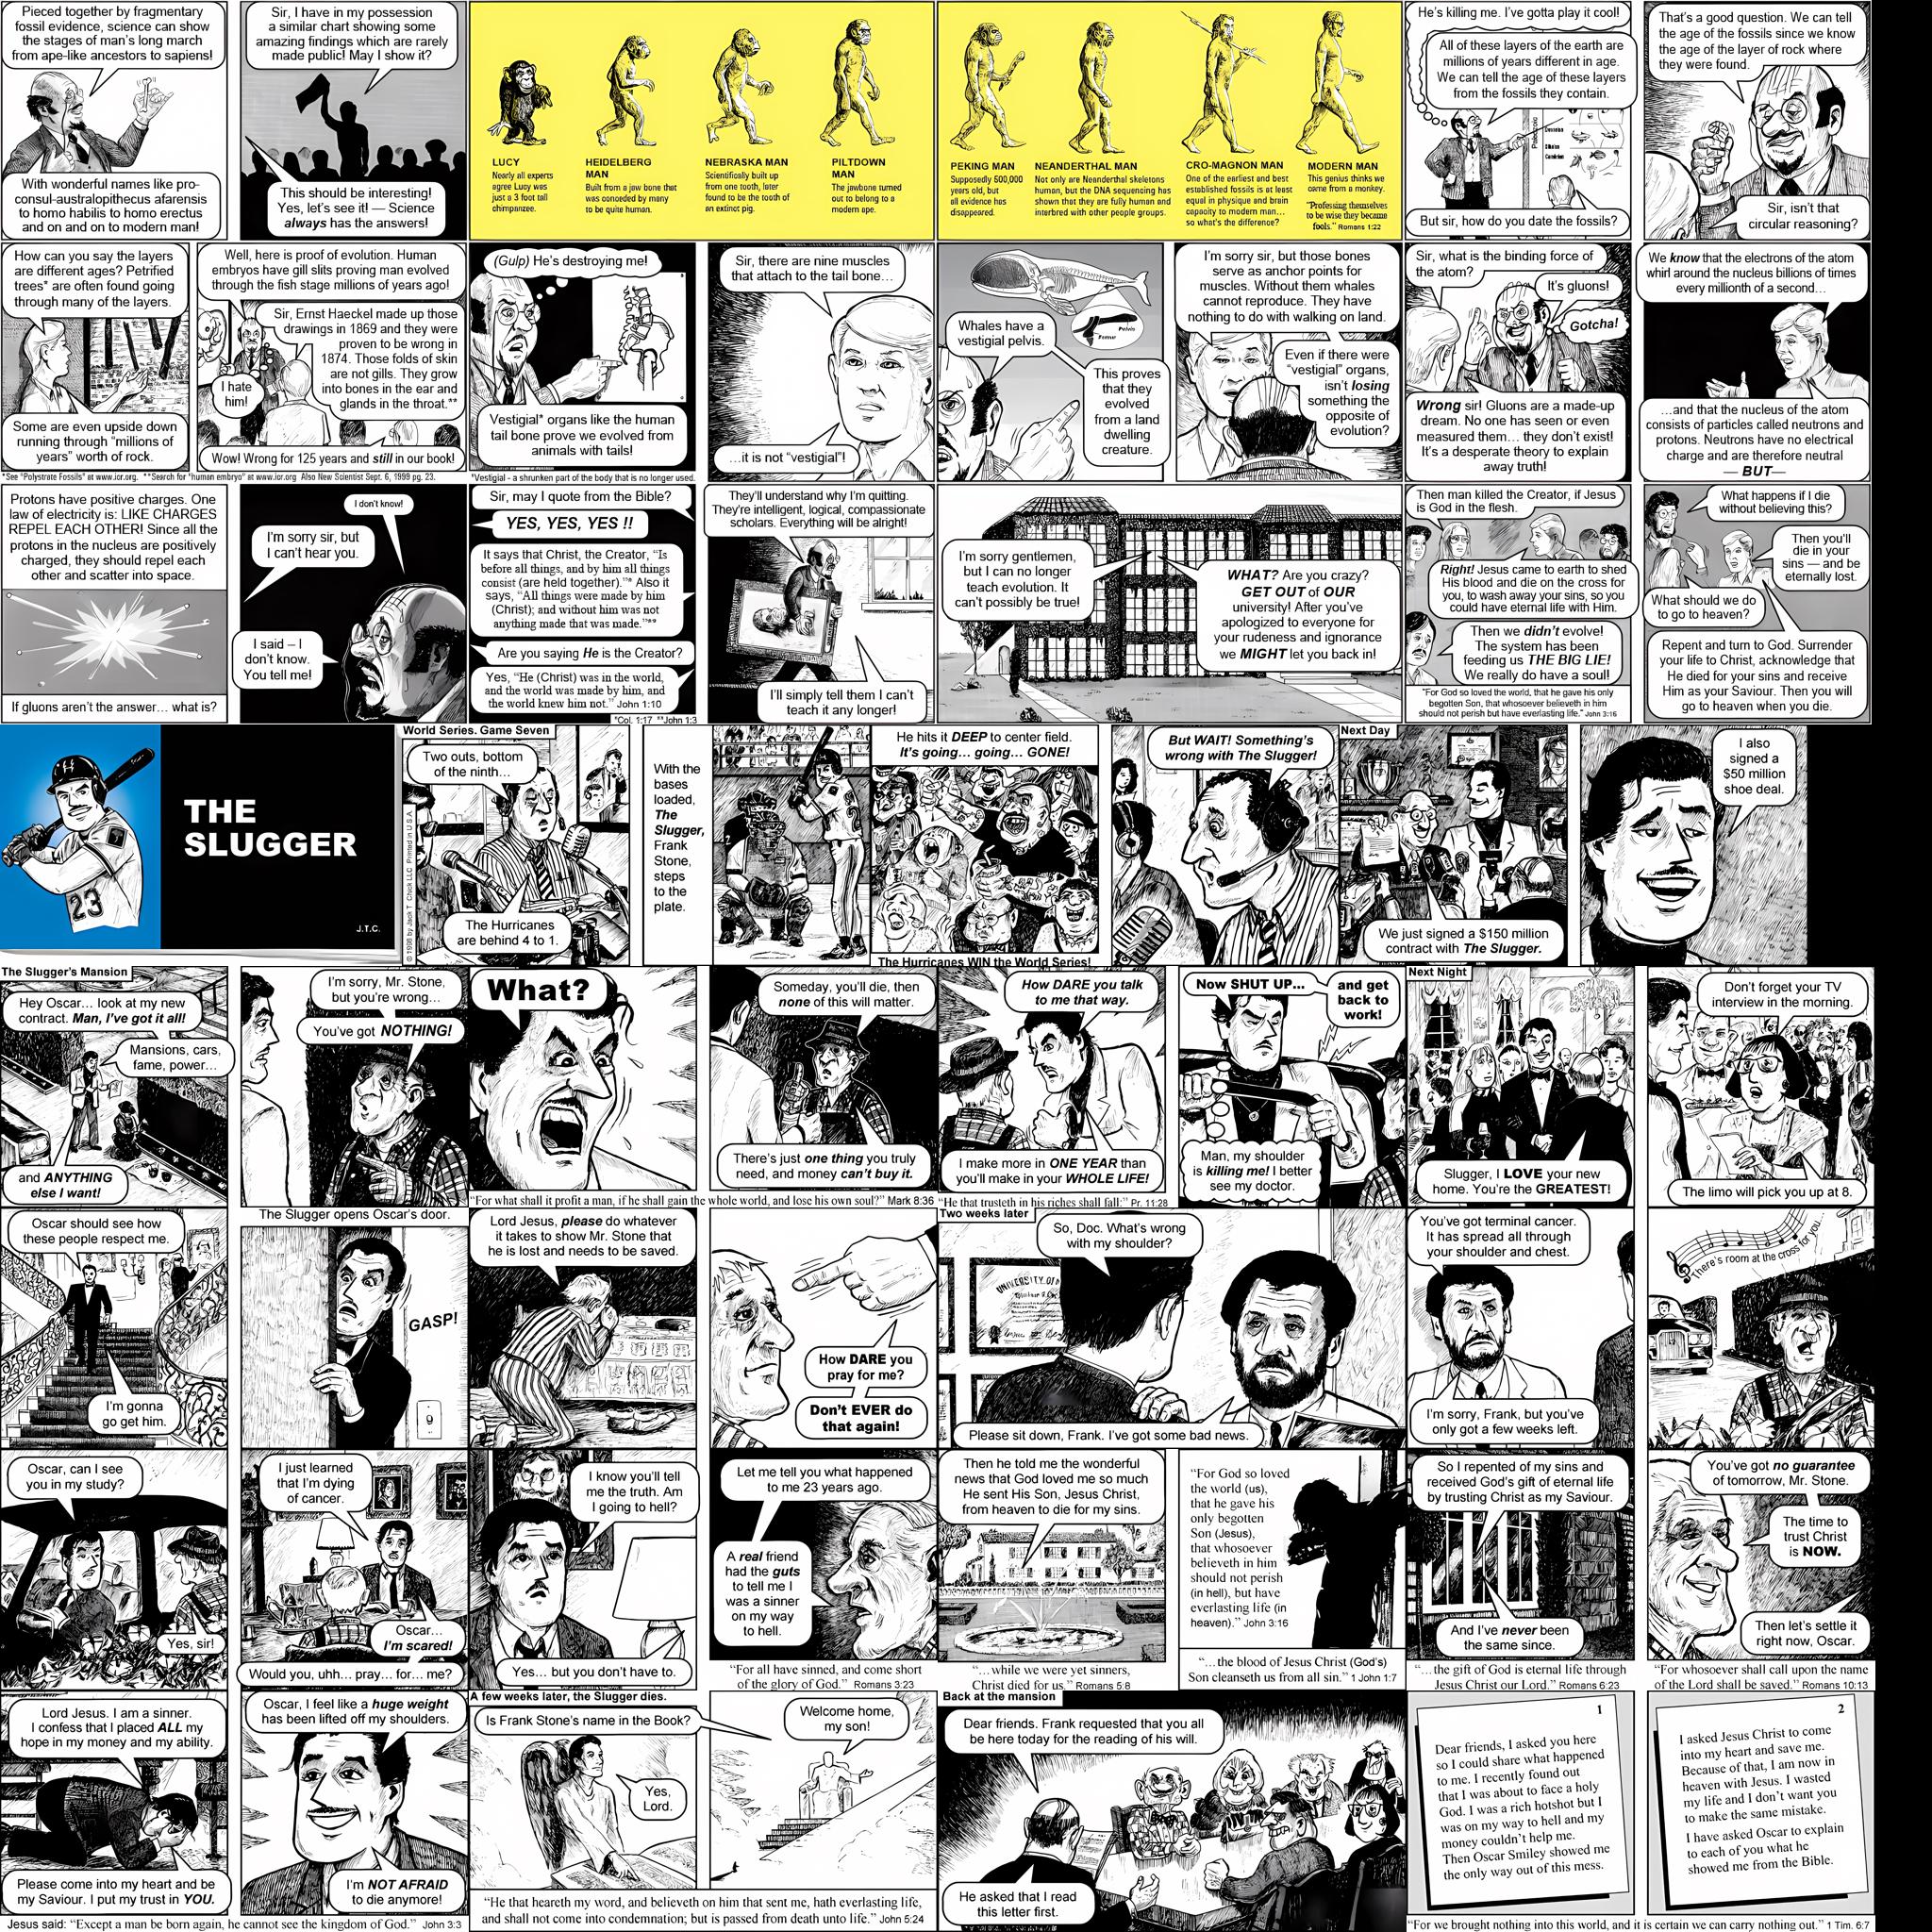 Pieced together by fragmentary
fossil evidence, science can show
the stages of man's long march
from ape-like ancestors to sapiens!
With wonderful names like pro-
consul-australopithecus afarensis
to homo habilis to homo erectus
and on and on to modern man!
Sir, I have in my possession
a similar chart showing some
amazing findings which are rarely
made public! May I show it?
This should be interesting!
Yes, let's see it! — Science
always has the answers!
LUCY
Nearly all experts
agree Lucy was
just a 3 foot tall
chimpanzee.
HEIDELBERG
MAN
Built from a jaw bone that
was conceded by many
to be quite human.
NEBRASKA MAN
Scientifically built up
from one tooth, later
found to be the tooth of
an extinct pig.
PILTDOWN
MAN
The jawbone turned
out to belong to a
modern ape.
PEKING MAN
Supposedly 500,000
years old, but
all evidence has
disappeared.
NEANDERTHAL MAN
Not only are Neanderthal skeletons
human, but the DNA sequencing has
shown that they are fully human and
interbred with other people groups.
CRO-MAGNON MAN
One of the earliest and best
established fossils is at least
equal in physique and brain
capacity to modern man...
so what's the difference?
MODERN MAN
This genius thinks we
came from a monkey.
"Professing themselves
to be wise they became
fools." Romans 1:22
He's killing me. I've gotta play it cool!
All of these layers of the earth are
millions of years different in age.
We can tell the age of these layers
from the fossils they contain.
Paleozoic
Devonian
Silurian
Cambrian
But sir, how do you date the fossils?
That's a good question. We can tell
the age of the fossils since we know
the age of the layer of rock where
they were found.
Sir, isn't that
circular reasoning?
How can you say the layers
are different ages? Petrified
trees* are often found going
through many of the layers.
Some are even upside down
running through "millions of
years" worth of rock.
Well, here is proof of evolution. Human
embryos have gill slits proving man evolved
through the fish stage millions of years ago!
Sir, Ernst Haeckel made up those
drawings in 1869 and they were
proven to be wrong in
1874. Those folds of skin
are not gills. They grow
into bones in the ear and
glands in the throat.**
I hate
him!
Wow! Wrong for 125 years and still in our book!
*See "Polystrate Fossils" at www.icr.org. **Search for "human embryo" at www.icr.org Also New Scientist Sept. 6, 1999 pg. 23.
(Gulp) He's destroying me!
Vestigial* organs like the human
tail bone prove we evolved from
animals with tails!
*Vestigial - a shrunken part of the body that is no longer used.
Sir, there are nine muscles
that attach to the tail bone...
...it is not "vestigial"!
Pelvis
Femur
Whales have a
vestigial pelvis.
This proves
that they
evolved
from a land
dwelling
creature.
I'm sorry sir, but those bones
serve as anchor points for
muscles. Without them whales
cannot reproduce. They have
nothing to do with walking on land.
Even if there were
"vestigial" organs,
isn't losing
something the
opposite of
evolution?
Sir, what is the binding force of
the atom?
It's gluons!
Gotcha!
Wrong sir! Gluons are a made-up
dream. No one has seen or even
measured them... they don't exist!
It's a desperate theory to explain
away truth!
We know that the electrons of the atom
whirl around the nucleus billions of times
every millionth of a second...
...and that the nucleus of the atom
consists of particles called neutrons and
protons. Neutrons have no electrical
charge and are therefore neutral
— BUT—
Protons have positive charges. One
law of electricity is: LIKE CHARGES
REPEL EACH OTHER! Since all the
protons in the nucleus are positively
charged, they should repel each
other and scatter into space.
If gluons aren't the answer... what is?
I don't know!
I'm sorry sir, but
I can't hear you.
I said – I
don't know.
You tell me!
Sir, may I quote from the Bible?
YES, YES, YES !!
It says that Christ, the Creator, "Is
before all things, and by him all things
consist (are held together)."* Also it
says, "All things were made by him
(Christ); and without him was not
anything made that was made."**
Are you saying He is the Creator?
Yes, "He (Christ) was in the world,
and the world was made by him, and
the world knew him not." John 1:10
*Col. 1:17 **John 1:3
They'll understand why I'm quitting.
They're intelligent, logical, compassionate
scholars. Everything will be alright!
I'll simply tell them I can't
teach it any longer!
I'm sorry gentlemen,
but I can no longer
teach evolution. It
can't possibly be true!
WHAT? Are you crazy?
GET OUT of OUR
university! After you've
apologized to everyone for
your rudeness and ignorance
we MIGHT let you back in!
Then man killed the Creator, if Jesus
is God in the flesh.
Right! Jesus came to earth to shed
His blood and die on the cross for
you, to wash away your sins, so you
could have eternal life with Him.
Then we didn't evolve!
The system has been
feeding us THE BIG LIE!
We really do have a soul!
"For God so loved the world, that he gave his only
begotten Son, that whosoever believeth in him
should not perish but have everlasting life." John 3:16
What happens if I die
without believing this?
Then you'll
die in your
sins — and be
eternally lost.
What should we do
to go to heaven?
Repent and turn to God. Surrender
your life to Christ, acknowledge that
He died for your sins and receive
Him as your Saviour. Then you will
go to heaven when you die.
23
THE
SLUGGER
J.T.C.
© 1998 by Jack T. Chick LLC Printed in U.S.A.
World Series. Game Seven
Two outs, bottom
of the ninth...
The Hurricanes
are behind 4 to 1.
With the
bases
loaded,
The
Slugger,
Frank
Stone,
steps
to the
plate.
He hits it DEEP to center field.
It's going... going... GONE!
The Hurricanes WIN the World Series!
But WAIT! Something's
wrong with The Slugger!
Next Day
We just signed a $150 million
contract with The Slugger.
I also
signed a
$50 million
shoe deal.
The Slugger's Mansion
Hey Oscar... look at my new
contract. Man, I've got it all!
Mansions, cars,
fame, power...
and ANYTHING
else I want!
I'm sorry, Mr. Stone,
but you're wrong...
You've got NOTHING!
What?
Someday, you'll die, then
none of this will matter.
There's just one thing you truly
need, and money can't buy it.
"For what shall it profit a man, if he shall gain the whole world, and lose his own soul?" Mark 8:36
How DARE you talk
to me that way.
I make more in ONE YEAR than
you'll make in your WHOLE LIFE!
"He that trusteth in his riches shall fall:" Pr. 11:28
Now SHUT UP...
and get
back to
work!
Man, my shoulder
is killing me! I better
see my doctor.
Next Night
Slugger, I LOVE your new
home. You're the GREATEST!
Don't forget your TV
interview in the morning.
The limo will pick you up at 8.
Oscar should see how
these people respect me.
I'm gonna
go get him.
The Slugger opens Oscar's door.
GASP!
Lord Jesus, please do whatever
it takes to show Mr. Stone that
he is lost and needs to be saved.
How DARE you
pray for me?
Don't EVER do
that again!
Two weeks later
UNIVERSITY OF
So, Doc. What's wrong
with my shoulder?
Please sit down, Frank. I've got some bad news.
You've got terminal cancer.
It has spread all through
your shoulder and chest.
I'm sorry, Frank, but you've
only got a few weeks left.
There's room at the cross for you...
Oscar, can I see
you in my study?
Yes, sir!
I just learned
that I'm dying
of cancer.
Oscar...
I'm scared!
Would you, uhh... pray... for... me?
I know you'll tell
me the truth. Am
I going to hell?
Yes... but you don't have to.
Let me tell you what happened
to me 23 years ago.
A real friend
had the guts
to tell me I
was a sinner
on my way
to hell.
"For all have sinned, and come short
of the glory of God." Romans 3:23
Then he told me the wonderful
news that God loved me so much
He sent His Son, Jesus Christ,
from heaven to die for my sins.
"...while we were yet sinners,
Christ died for us." Romans 5:8
"For God so loved
the world (us),
that he gave his
only begotten
Son (Jesus),
that whosoever
believeth in him
should not perish
(in hell), but have
everlasting life (in
heaven)." John 3:16
"...the blood of Jesus Christ (God's)
Son cleanseth us from all sin." 1 John 1:7
So I repented of my sins and
received God's gift of eternal life
by trusting Christ as my Saviour.
And I've never been
the same since.
"...the gift of God is eternal life through
Jesus Christ our Lord." Romans 6:23
You've got no guarantee
of tomorrow, Mr. Stone.
The time to
trust Christ
is NOW.
Then let's settle it
right now, Oscar.
"For whosoever shall call upon the name
of the Lord shall be saved." Romans 10:13
Lord Jesus. I am a sinner.
I confess that I placed ALL my
hope in my money and my ability.
Please come into my heart and be
my Saviour. I put my trust in YOU.
Oscar, I feel like a huge weight
has been lifted off my shoulders.
I'm NOT AFRAID
to die anymore!
Jesus said: "Except a man be born again, he cannot see the kingdom of God." John 3:3
A few weeks later, the Slugger dies.
Is Frank Stone's name in the Book?
Yes,
Lord.
Welcome home,
my son!
"He that heareth my word, and believeth on him that sent me, hath everlasting life,
and shall not come into condemnation; but is passed from death unto life." John 5:24
Back at the mansion
Dear friends. Frank requested that you all
be here today for the reading of his will.
He asked that I read
this letter first.
1
Dear friends, I asked you here
so I could share what happened
to me. I recently found out
that I was about to face a holy
God. I was a rich hotshot but I
was on my way to hell and my
money couldn't help me.
Then Oscar Smiley showed me
the only way out of this mess.
2
I asked Jesus Christ to come
into my heart and save me.
Because of that, I am now in
heaven with Jesus. I wasted
my life and I don't want you
to make the same mistake.
I have asked Oscar to explain
to each of you what he
showed me from the Bible.
"For we brought nothing into this world, and it is certain we can carry nothing out." 1 Tim. 6:7